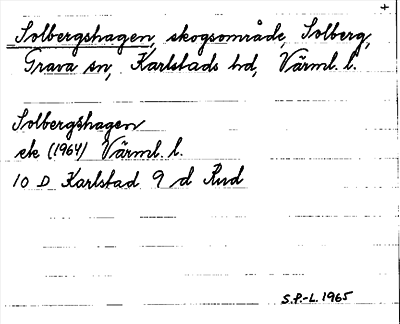 +
Solbergshagen, skogsområde, Solberg,
Grava sn, Karlstads hd, Värml. l.
Solbergshagen
ek (1964) Värml. l.
10 D Karlstad 9 d Rud
S.P.-L. 1965